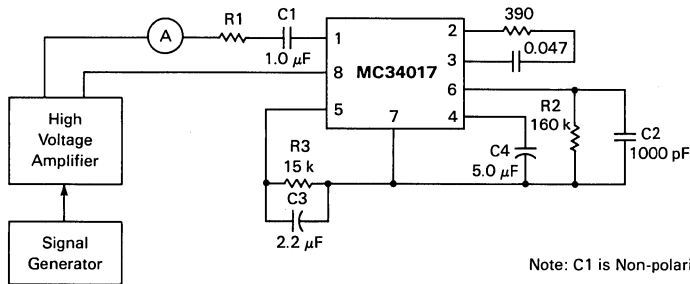 A
R1
C1
1.0 µF
1
8
5
7
2
3
6
4
MC34017
390
0.047
R2
160 k
C2
1000 pF
C4
5.0 µF
R3
15 k
C3
2.2 µF
High
Voltage
Amplifier
Signal
Generator
Note: C1 is Non-polari